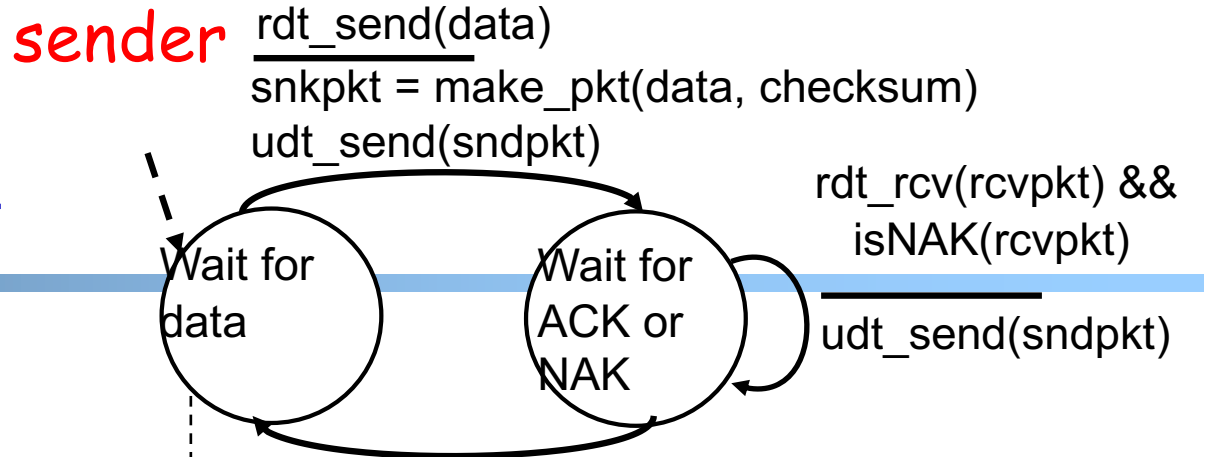 sender
rdt_send(data)
snkpkt = make_pkt(data, checksum)
udt_send(sndpkt)
rdt_rcv(rcvpkt) &&
isNAK(rcvpkt)
udt_send(sndpkt)
Wait for
data
Wait for
ACK or
NAK